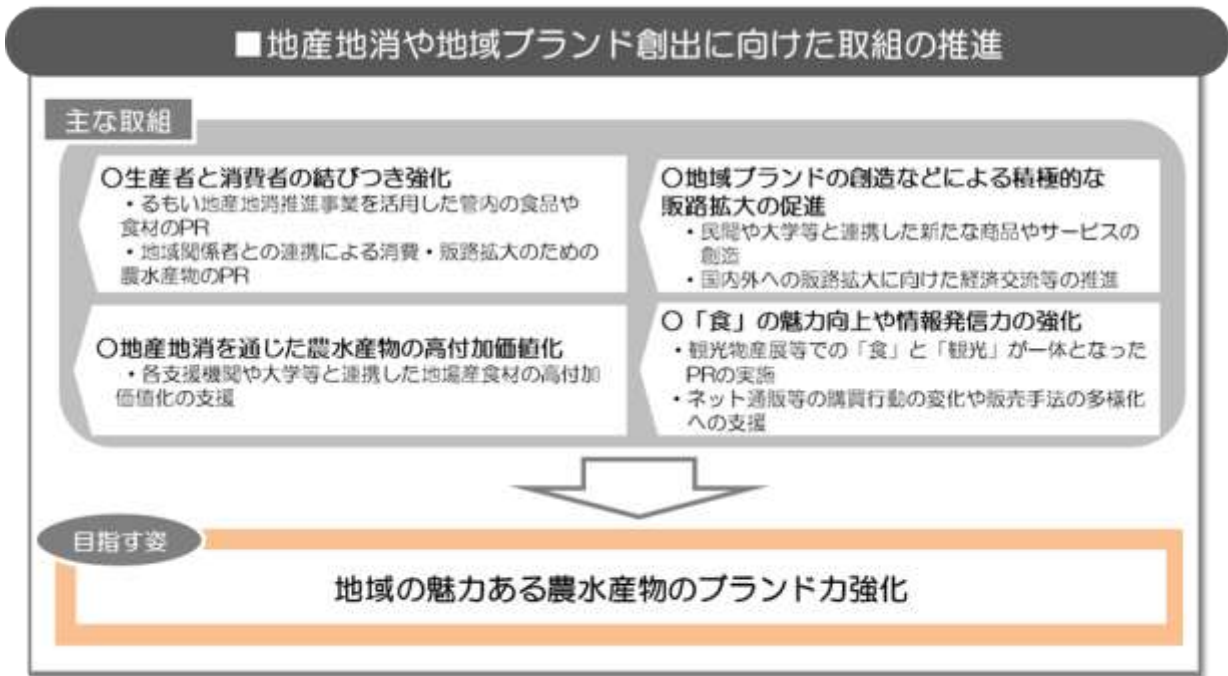 ■地産地消や地域ブランド創出に向けた取組の推進
主な取組
〇生産者と消費者の結びつき強化
・るもい地産地消推進事業を活用した管内の食品や
食材のPR
・地域関係者との連携による消費・販路拡大のための
農水産物のPR
〇地産地消を通じた農水産物の高付加価値化
・各支援機関や大学等と連携した地場産食材の高付加
価値化の支援
〇地域ブランドの創造などによる積極的な
販路拡大の促進
・民間や大学等と連携した新たな商品やサービスの
創造
・国内外への販路拡大に向けた経済交流等の推進
〇「食」の魅力向上や情報発信力の強化
・観光物産展等での「食」と「観光」が一体となった
PRの実施
・ネット通販等の購買行動の変化や販売手法の多様化
への支援
目指す姿
地域の魅力ある農水産物のブランド力強化